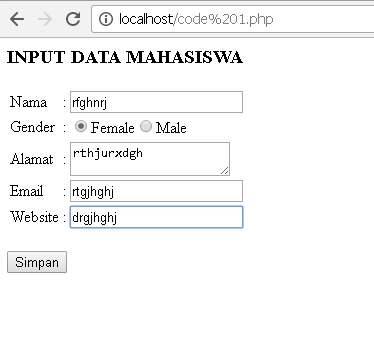 localhost/code%201.php
INPUT DATA MAHASISWA
Nama : rfghnrj
Gender : Female Male
Alamat : rthjurxdgh
Email : rtgjhghj
Website : drgjhghj
Simpan